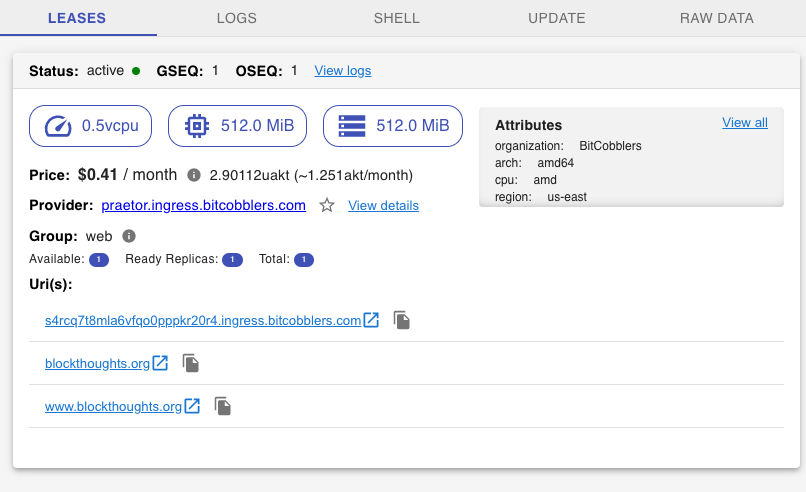 LEASES LOGS SHELL UPDATE RAW DATA
Status: active GSEQ: 1 OSEQ: 1 View logs
0.5vcpu 512.0 MiB 512.0 MiB
Attributes View all
organization: BitCobblers
arch: amd64
cpu: amd
region: us-east
Price: $0.41 / month 2.90112uakt (~1.251akt/month)
Provider: praetor.ingress.bitcobblers.com View details
Group: web
Available: 1 Ready Replicas: 1 Total: 1
Uri(s):
s4rcq7t8mla6vfqo0pppkr20r4.ingress.bitcobblers.com
blockthoughts.org
www.blockthoughts.org